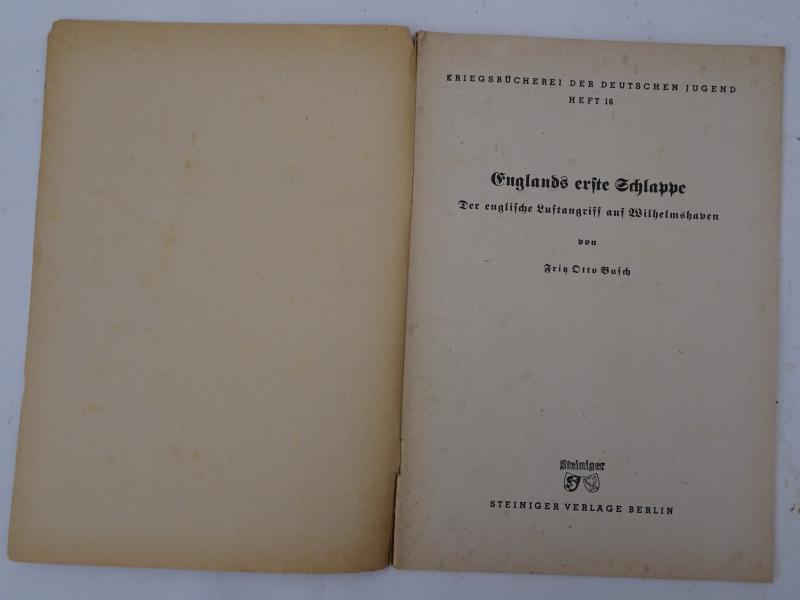 KRIEGSBÜCHEREI DER DEUTSCHEN JUGEND
HEFT 16
Englands erste Schlappe
Der englische Luftangriff auf Wilhelmshaven
von
Fritz Otto Busch
Steiniger
STEINIGER VERLAGE BERLIN